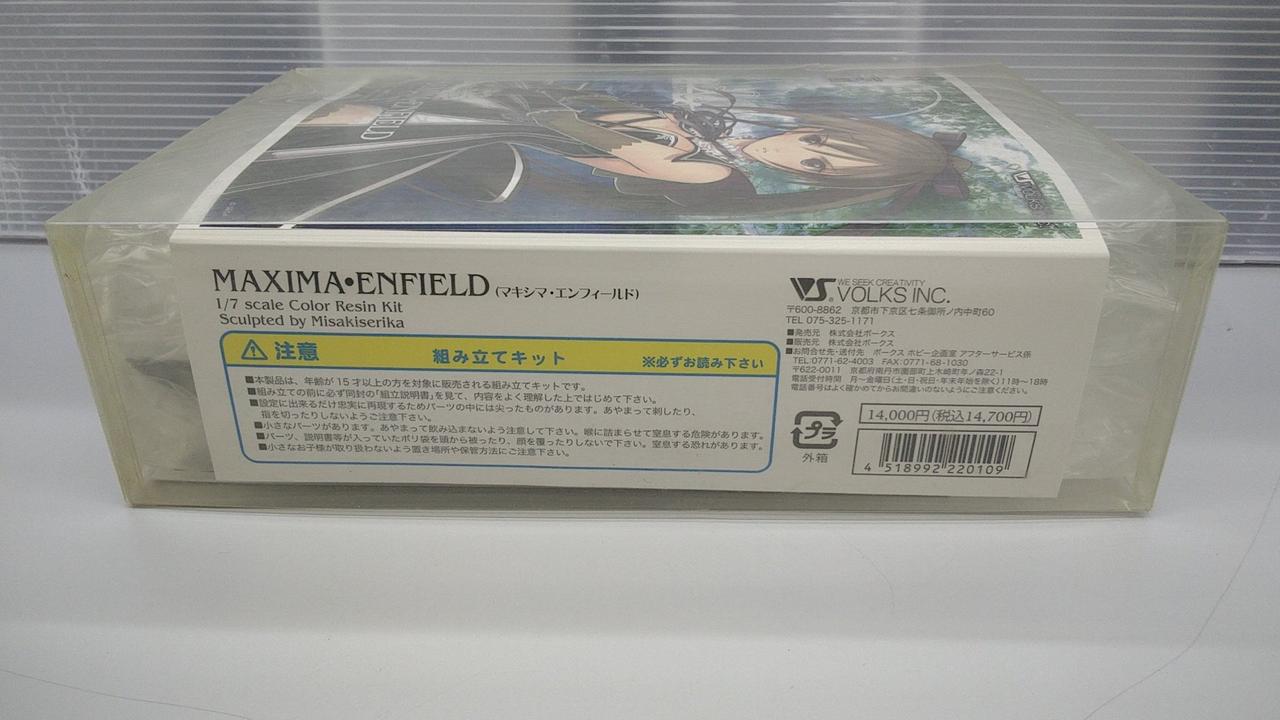 FIELD
MAXIMA•ENFIELD (マキシマ・エンフィールド)
1/7 scale Color Resin Kit
Sculpted by Misakiserika
注意 組み立てキット ※必ずお読み下さい
■本製品は、年齢が15才以上の方を対象に販売される組み立てキットです。
■組み立ての前に必ず同封の「組立説明書」を見て、内容をよく理解した上ではじめて下さい。
■設定に出来るだけ忠実に再現するためパーツの中には尖ったものがあります。あやまって刺したり、
指を切ったりしないようご注意下さい。
■小さなパーツがあります。あやまって飲み込まないよう注意して下さい。喉に詰まらせて窒息する危険があります。
■パーツ、説明書等が入っていたポリ袋を頭から被ったり、顔を覆ったりしないで下さい。窒息する恐れがあります。
■小さなお子様が取り扱わないよう置き場所や保管方法にご注意下さい。
VS® WE SEEK CREATIVITY
VOLKS INC.
〒600-8862 京都市下京区七条御所ノ内中町60
TEL 075-325-1171
■発売元 株式会社ボークス
■販売元 株式会社ボークス
■お問合せ先・送付先 ボークス ホビー企画室 アフターサービス係
TEL:0771-62-4003 FAX:0771-68-1030
〒622-0011 京都府南丹市園部町上木崎町年ノ森22-1
電話受付時間 月〜金曜日(土・日・祝日・年末年始を除く)11時〜18時
電話番号はよく確かめてからお間違いのないようにご注意ください。
プラ
外箱
14,000円(税込14,700円)
4 518992 220109